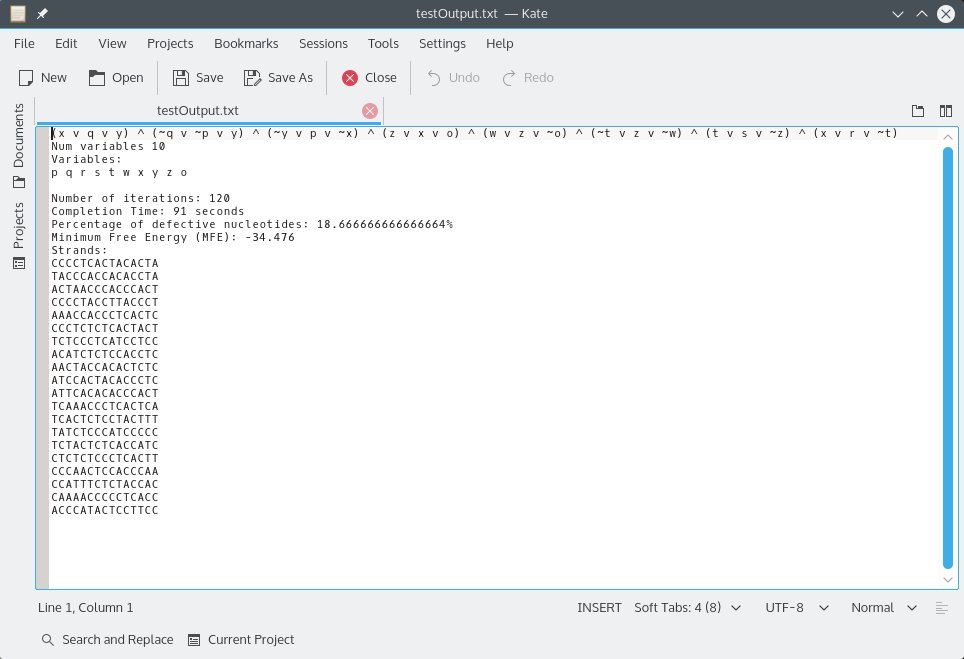 testOutput.txt — Kate
File Edit View Projects Bookmarks Sessions Tools Settings Help
New Open Save Save As Close Undo Redo
testOutput.txt
Documents
Projects
(x v q v y) ^ (~q v ~p v y) ^ (~y v p v ~x) ^ (z v x v o) ^ (w v z v ~o) ^ (~t v z v ~w) ^ (t v s v ~z) ^ (x v r v ~t)
Num variables 10
Variables:
p q r s t w x y z o
Number of iterations: 120
Completion Time: 91 seconds
Percentage of defective nucleotides: 18.666666666666664%
Minimum Free Energy (MFE): -34.476
Strands:
CCCCTCACTACACTA
TACCCACCACACCTA
ACTAACCCACCCACT
CCCCTACCTTACCCT
AAACCACCCTCACTC
CCCTCTCTCACTACT
TCTCCCTCATCCTCC
ACATCTCTCCACCTC
AACTACCACACTCTC
ATCCACTACACCCTC
ATTCACACACCCACT
TCAAACCCTCACTCA
TCACTCTCCTACTTT
TATCTCCCATCCCCC
TCTACTCTCACCATC
CTCTCTCCCTCACTT
CCCAACTCCACCCAA
CCATTTCTCTACCAC
CAAAACCCCCTCACC
ACCCATACTCCTTCC
Line 1, Column 1 INSERT Soft Tabs: 4 (8) UTF-8 Normal
Search and Replace Current Project